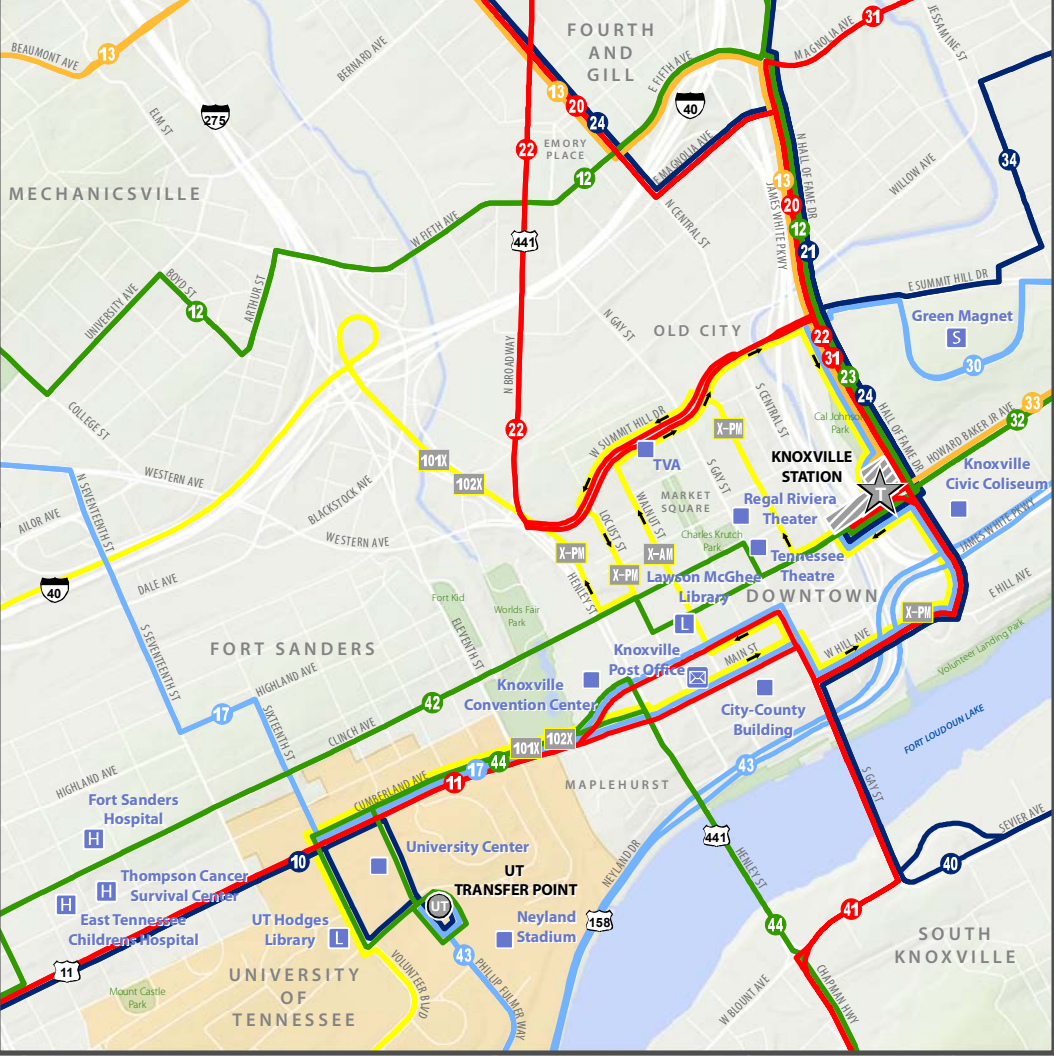 FOURTH
AND
GILL
31
JESSAMINE ST
MAGNOLIA AVE
BEAUMONT AVE
13
BERNARD AVE
E FIFTH AVE
13
20
24
40
275
ELM ST
EMORY
PLACE
22
12
E MAGNOLIA AVE
N HALL OF FAME DR
34
WILLOW AVE
MECHANICSVILLE
13
20
12
21
JAMES WHITE PKWY
N CENTRAL ST
W FIFTH AVE
441
BOYD ST
UNIVERSITY AVE
12
ARTHUR ST
E SUMMIT HILL DR
N GAY ST
OLD CITY
Green Magnet
S
30
22
31
23
24
N BROADWAY
COLLEGE ST
22
W SUMMIT HILL DR
S CENTRAL ST
Cal Johnson
Park
HALL OF FAME DR
HOWARD BAKER JR AVE
33
32
X-PM
101X
102X
TVA
KNOXVILLE
STATION
T
Knoxville
Civic Coliseum
WESTERN AVE
N SEVENTEENTH ST
AILOR AVE
BLACKSTOCK AVE
WESTERN AVE
MARKET
SQUARE
S GAY ST
Regal Riviera
Theater
WALNUT ST
LOCUST ST
Charles Krutch
Park
JAMES WHITE PKWY
X-PM
X-AM
X-PM
Tennessee
Theatre
Lawson McGhee
Library
L
DOWNTOWN
40
DALE AVE
HENLEY ST
E HILL AVE
Fort Kid
Worlds Fair
Park
X-PM
S SEVENTEENTH ST
FORT SANDERS
ELEVENTH ST
Knoxville
Post Office
MAIN ST
W HILL AVE
Volunteer Landing Park
HIGHLAND AVE
Knoxville
Convention Center
City-County
Building
17
SIXTEENTH ST
CLINCH AVE
42
FORT LOUDOUN LAKE
101X
102X
17
44
11
43
HIGHLAND AVE
CUMBERLAND AVE
MAPLEHURST
S GAY ST
Fort Sanders
Hospital
H
University Center
441
HENLEY ST
NEYLAND DR
SEVIER AVE
10
40
UT
TRANSFER POINT
UT
Thompson Cancer
Survival Center
H
H
East Tennessee
Childrens Hospital
UT Hodges
Library
L
Neyland
Stadium
158
44
41
SOUTH
KNOXVILLE
11
43
UNIVERSITY
OF
TENNESSEE
VOLUNTEER BLVD
PHILLIP FULMER WAY
Mount Castle
Park
W BLOUNT AVE
CHAPMAN HWY